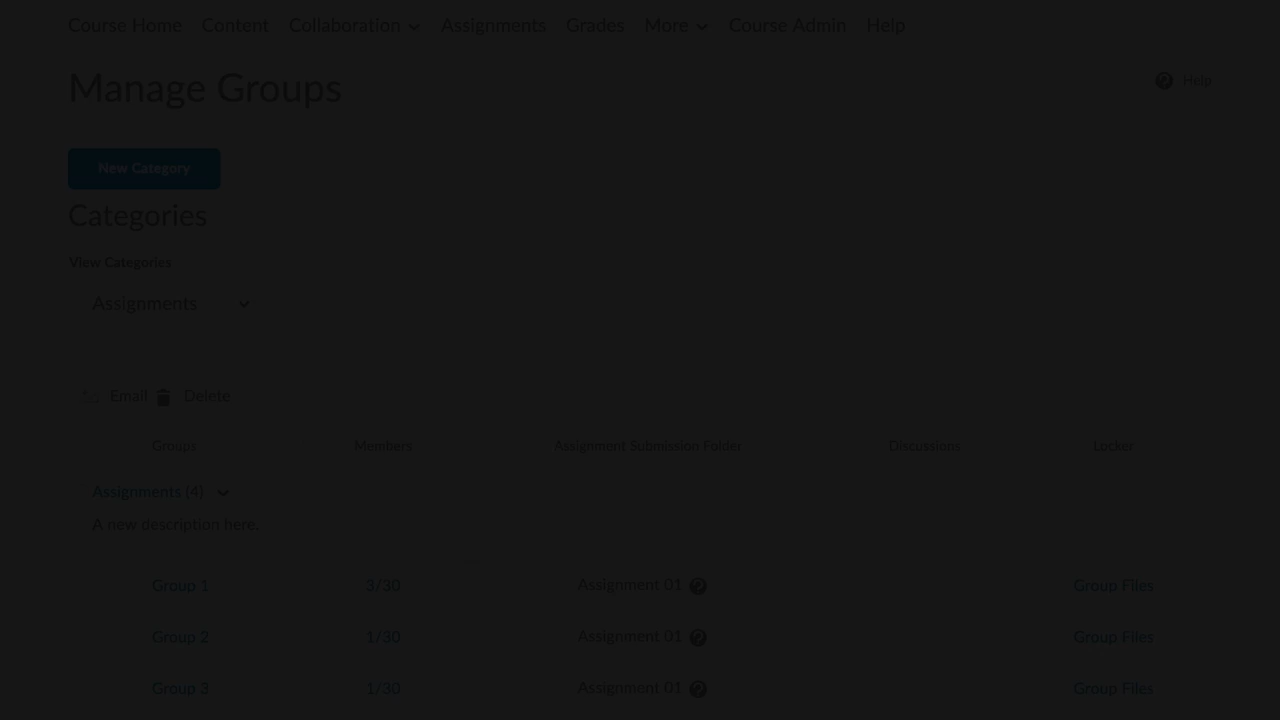 Course Home Content Collaboration Assignments Grades More Course Admin Help
Manage Groups
Help
New Category
Categories
View Categories
Assignments
Email Delete
Groups Members Assignment Submission Folder Discussions Locker
Assignments (4)
A new description here.
Group 1 3/30 Assignment 01 Group Files
Group 2 1/30 Assignment 01 Group Files
Group 3 1/30 Assignment 01 Group Files